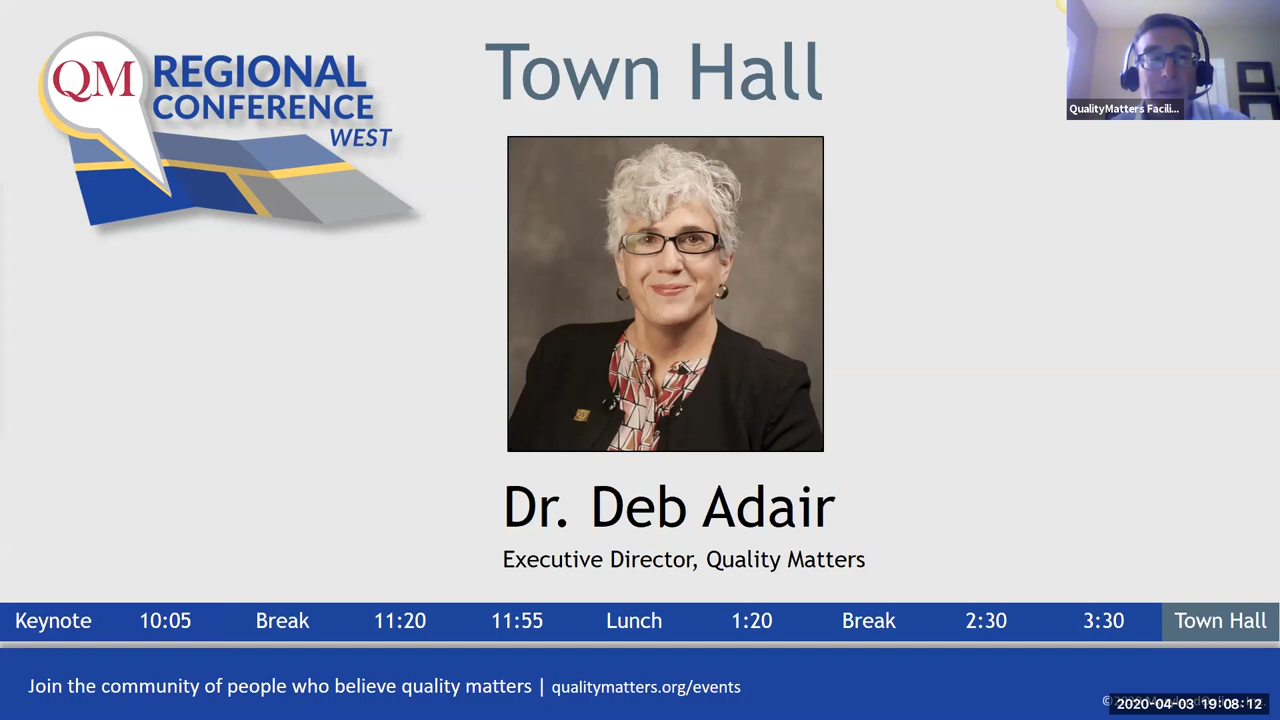 QM
REGIONAL
CONFERENCE
WEST
Town Hall
QualityMatters Facili...
Dr. Deb Adair
Executive Director, Quality Matters
Keynote 10:05 Break 11:20 11:55 Lunch 1:20 Break 2:30 3:30 Town Hall
Join the community of people who believe quality matters | qualitymatters.org/events
2020-04-03 19:08:12